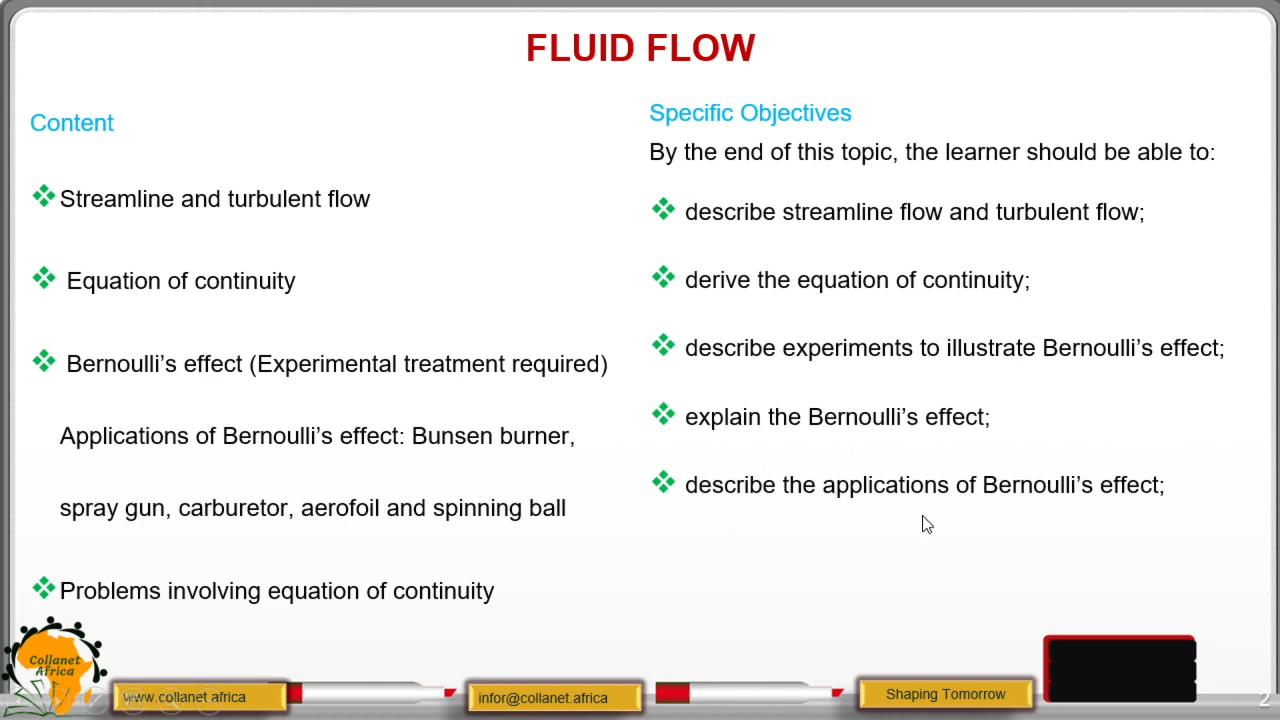 FLUID FLOW
Content
Streamline and turbulent flow
Equation of continuity
Bernoulli’s effect (Experimental treatment required)
Applications of Bernoulli’s effect: Bunsen burner,
spray gun, carburetor, aerofoil and spinning ball
Problems involving equation of continuity
Specific Objectives
By the end of this topic, the learner should be able to:
describe streamline flow and turbulent flow;
derive the equation of continuity;
describe experiments to illustrate Bernoulli’s effect;
explain the Bernoulli’s effect;
describe the applications of Bernoulli’s effect;
Collanet
Africa
www.collanet africa
infor@collanet.africa
Shaping Tomorrow
2